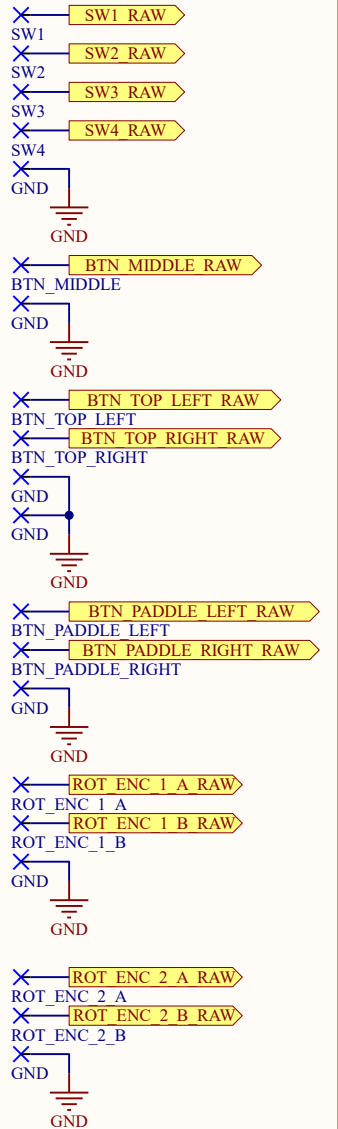 SW1_RAW
SW1
SW2_RAW
SW2
SW3_RAW
SW3
SW4_RAW
SW4
GND
GND
BTN_MIDDLE_RAW
BTN_MIDDLE
GND
GND
BTN_TOP_LEFT_RAW
BTN_TOP_LEFT
BTN_TOP_RIGHT_RAW
BTN_TOP_RIGHT
GND
GND
GND
BTN_PADDLE_LEFT_RAW
BTN_PADDLE_LEFT
BTN_PADDLE_RIGHT_RAW
BTN_PADDLE_RIGHT
GND
GND
ROT_ENC_1_A_RAW
ROT_ENC_1_A
ROT_ENC_1_B_RAW
ROT_ENC_1_B
GND
GND
ROT_ENC_2_A_RAW
ROT_ENC_2_A
ROT_ENC_2_B_RAW
ROT_ENC_2_B
GND
GND